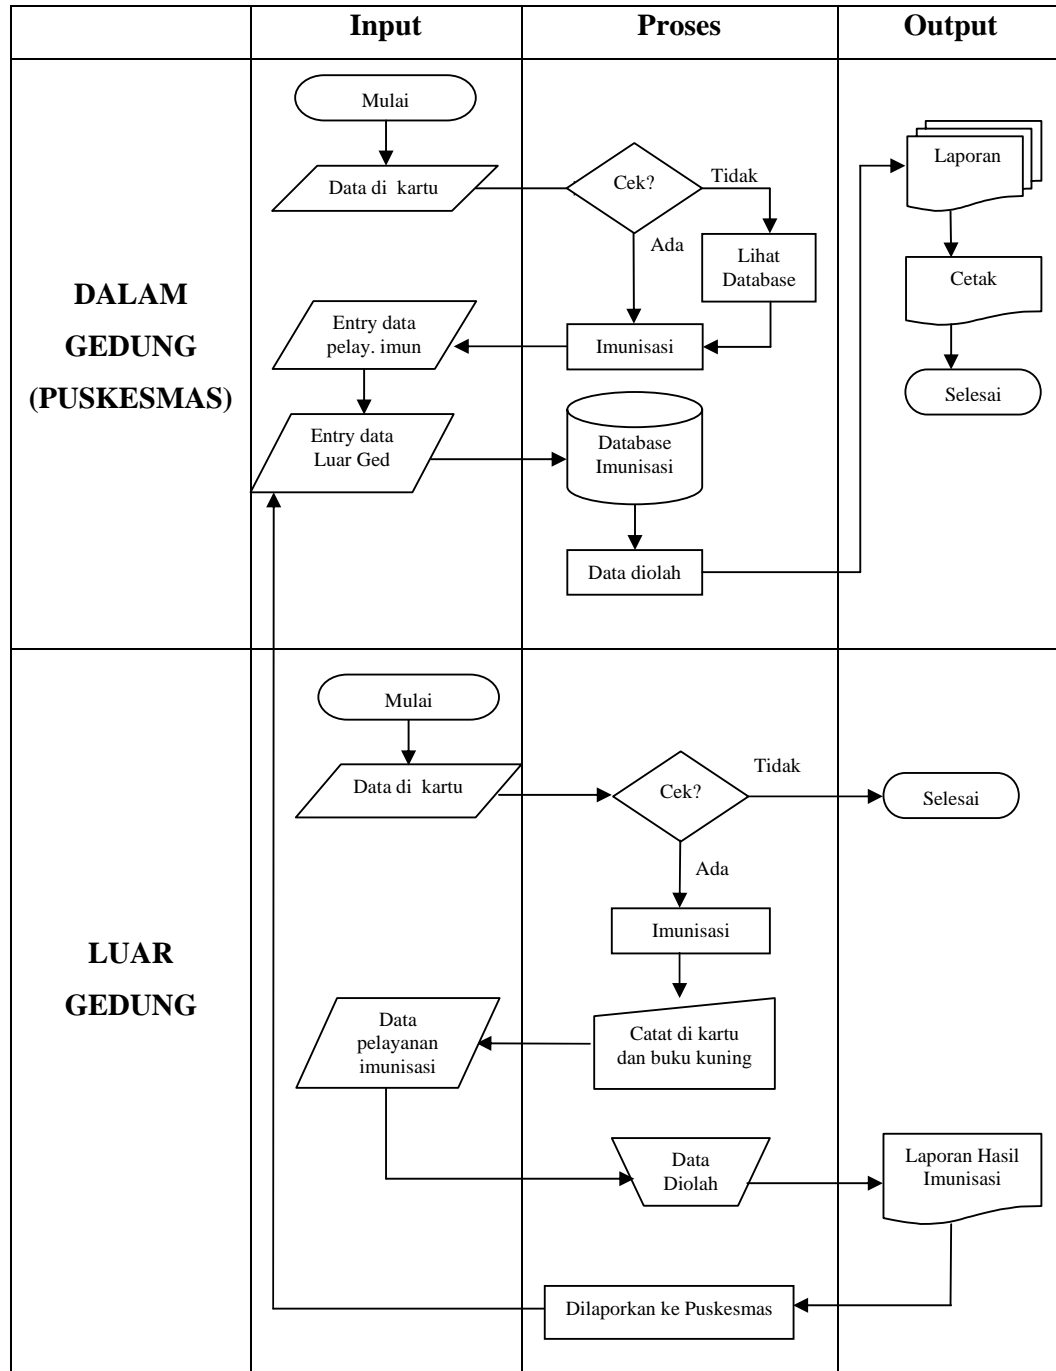 Input
Proses
Output
DALAM
GEDUNG
(PUSKESMAS)
Mulai
Data di kartu
Cek?
Tidak
Ada
Lihat
Database
Imunisasi
Entry data
pelay. imun
Entry data
Luar Ged
Database
Imunisasi
Data diolah
Laporan
Cetak
Selesai
LUAR
GEDUNG
Mulai
Data di kartu
Cek?
Tidak
Selesai
Ada
Imunisasi
Catat di kartu
dan buku kuning
Data
pelayanan
imunisasi
Data
Diolah
Laporan Hasil
Imunisasi
Dilaporkan ke Puskesmas